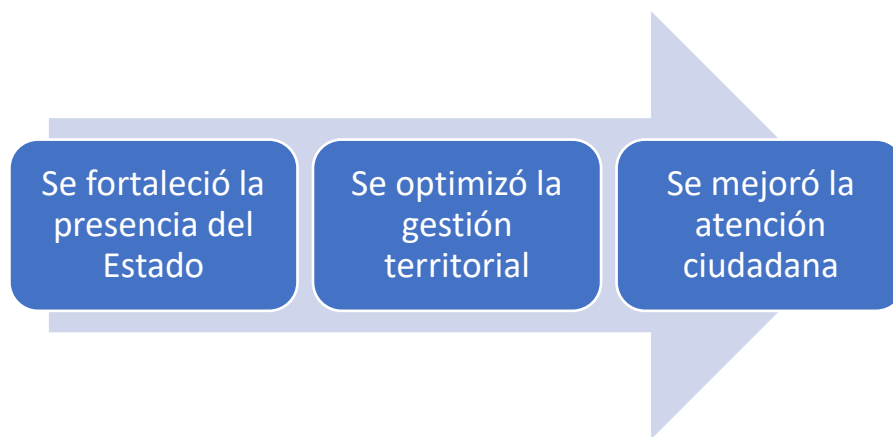 Se fortaleció la
presencia del
Estado
Se optimizó la
gestión
territorial
Se mejoró la
atención
ciudadana